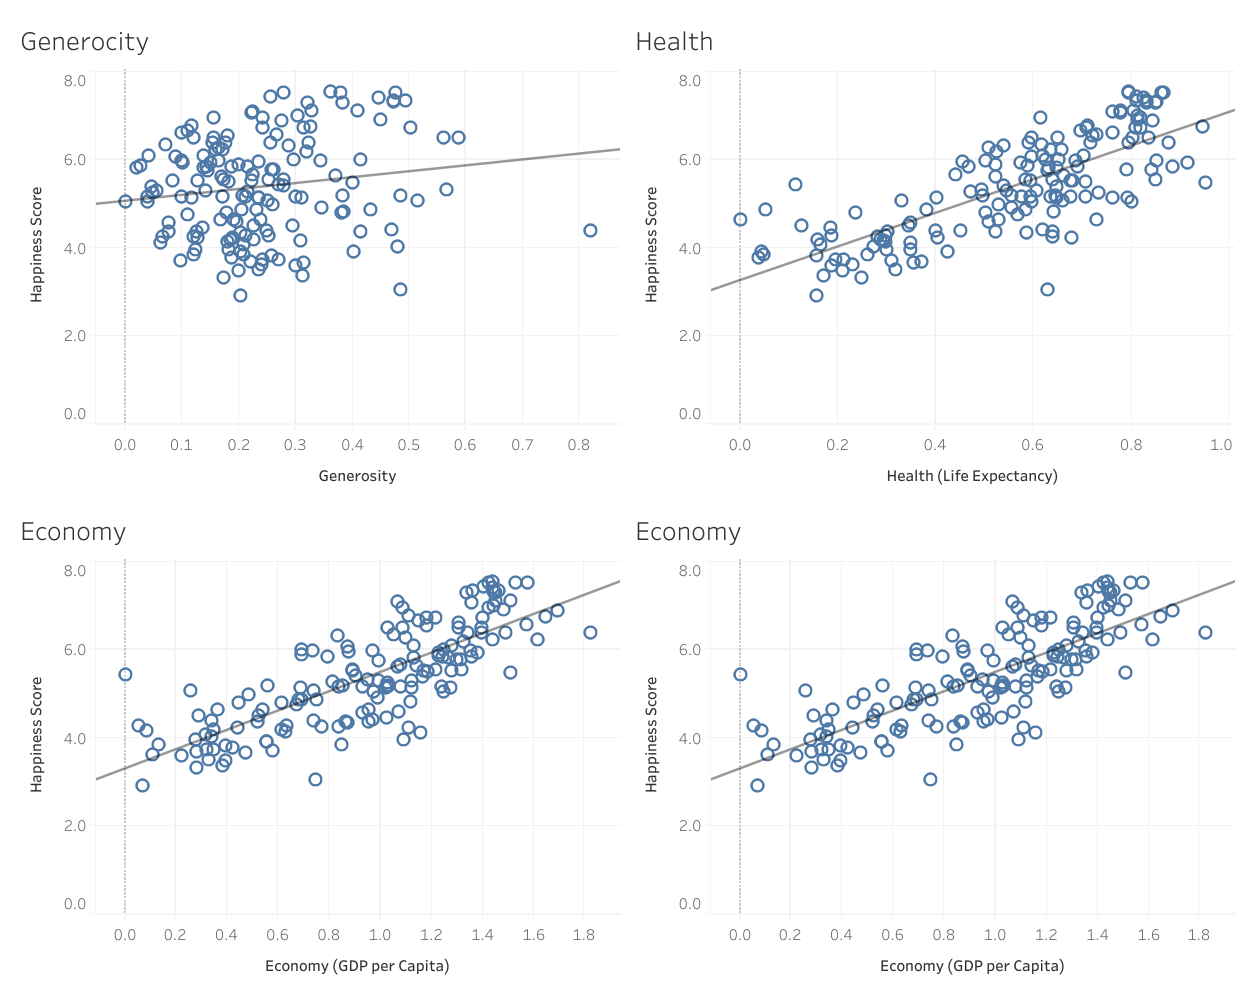 Generocity
Health
8.0
6.0
4.0
2.0
0.0
Happiness Score
0.0 0.1 0.2 0.3 0.4 0.5 0.6 0.7 0.8
Generosity
8.0
6.0
4.0
2.0
0.0
Happiness Score
0.0 0.2 0.4 0.6 0.8 1.0
Health (Life Expectancy)
Economy
Economy
8.0
6.0
4.0
2.0
0.0
Happiness Score
0.0 0.2 0.4 0.6 0.8 1.0 1.2 1.4 1.6 1.8
Economy (GDP per Capita)
8.0
6.0
4.0
2.0
0.0
Happiness Score
0.0 0.2 0.4 0.6 0.8 1.0 1.2 1.4 1.6 1.8
Economy (GDP per Capita)